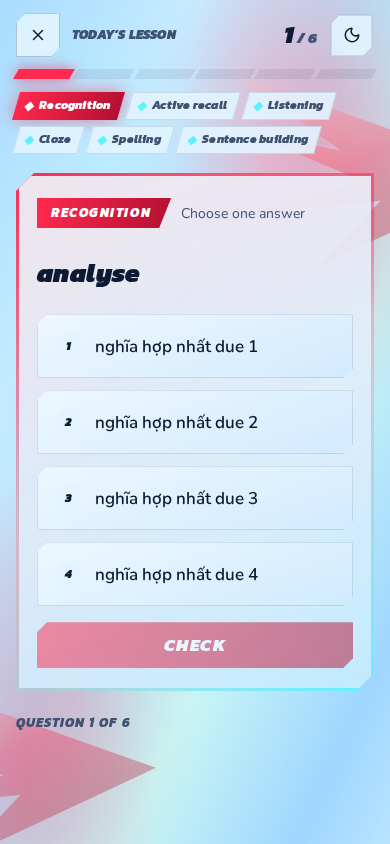 TODAY'S LESSON
1 / 6
Recognition
Active recall
Listening
Cloze
Spelling
Sentence building
RECOGNITION
Choose one answer
analyse
1 nghĩa hợp nhất due 1
2 nghĩa hợp nhất due 2
3 nghĩa hợp nhất due 3
4 nghĩa hợp nhất due 4
CHECK
QUESTION 1 OF 6